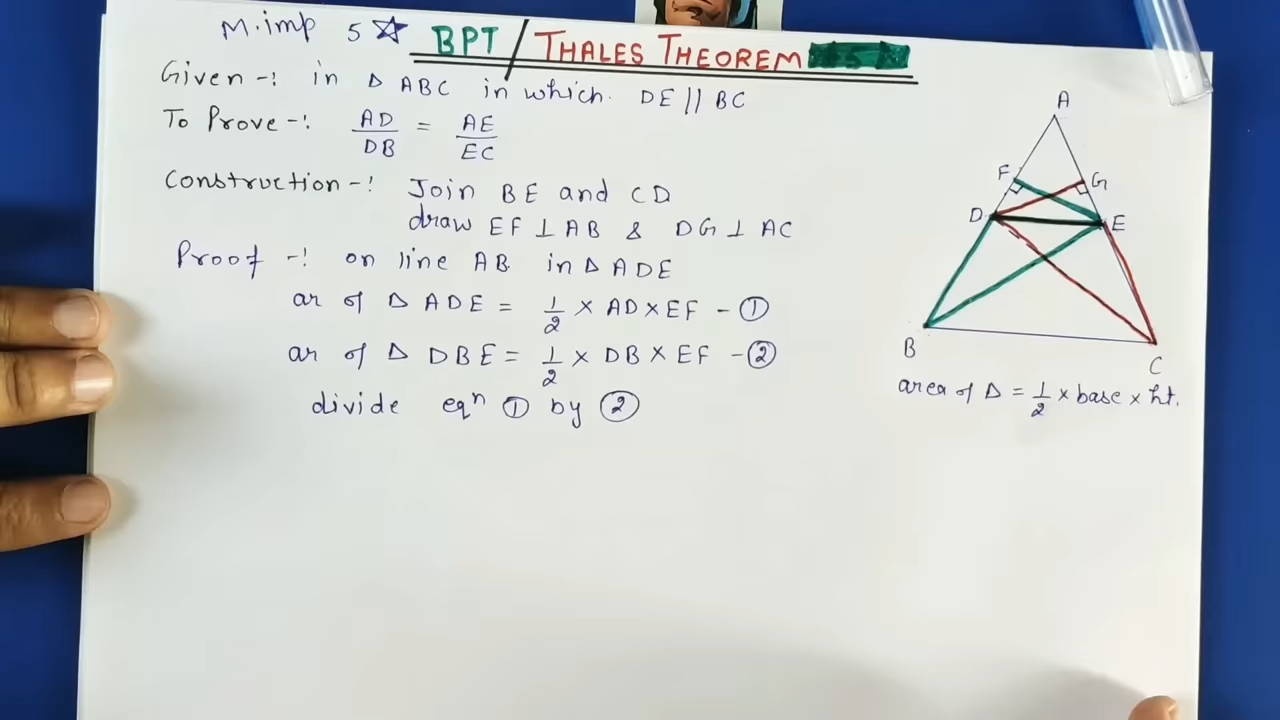 M.imp 5☆ BPT / THALES THEOREM
Given -: in Δ ABC in which. DE || BC
To Prove -: AD/DB = AE/EC
Construction -: Join BE and CD
draw EF ⊥ AB & DG ⊥ AC
Proof -: on line AB in Δ ADE
ar of Δ ADE = 1/2 × AD × EF - ①
ar of Δ DBE = 1/2 × DB × EF - ②
divide eqⁿ ① by ②
A
F G
D E
B
C
area of Δ = 1/2 × base × ht.